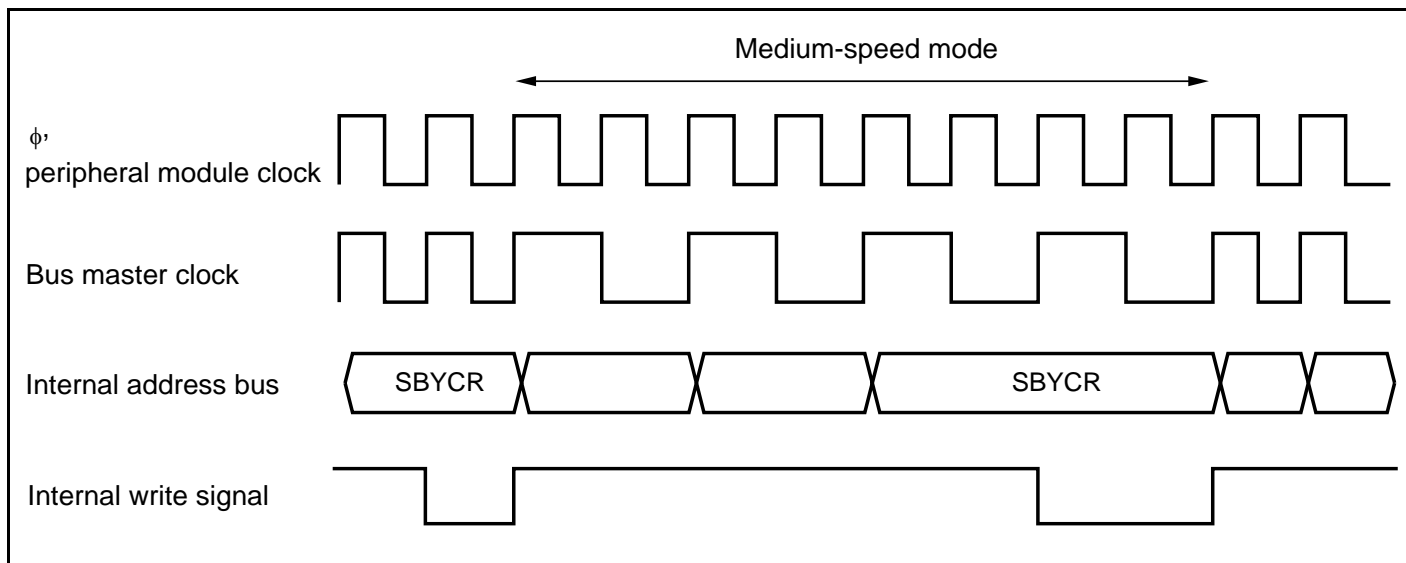 Medium-speed mode
ϕ,
peripheral module clock
Bus master clock
Internal address bus
SBYCR
SBYCR
Internal write signal